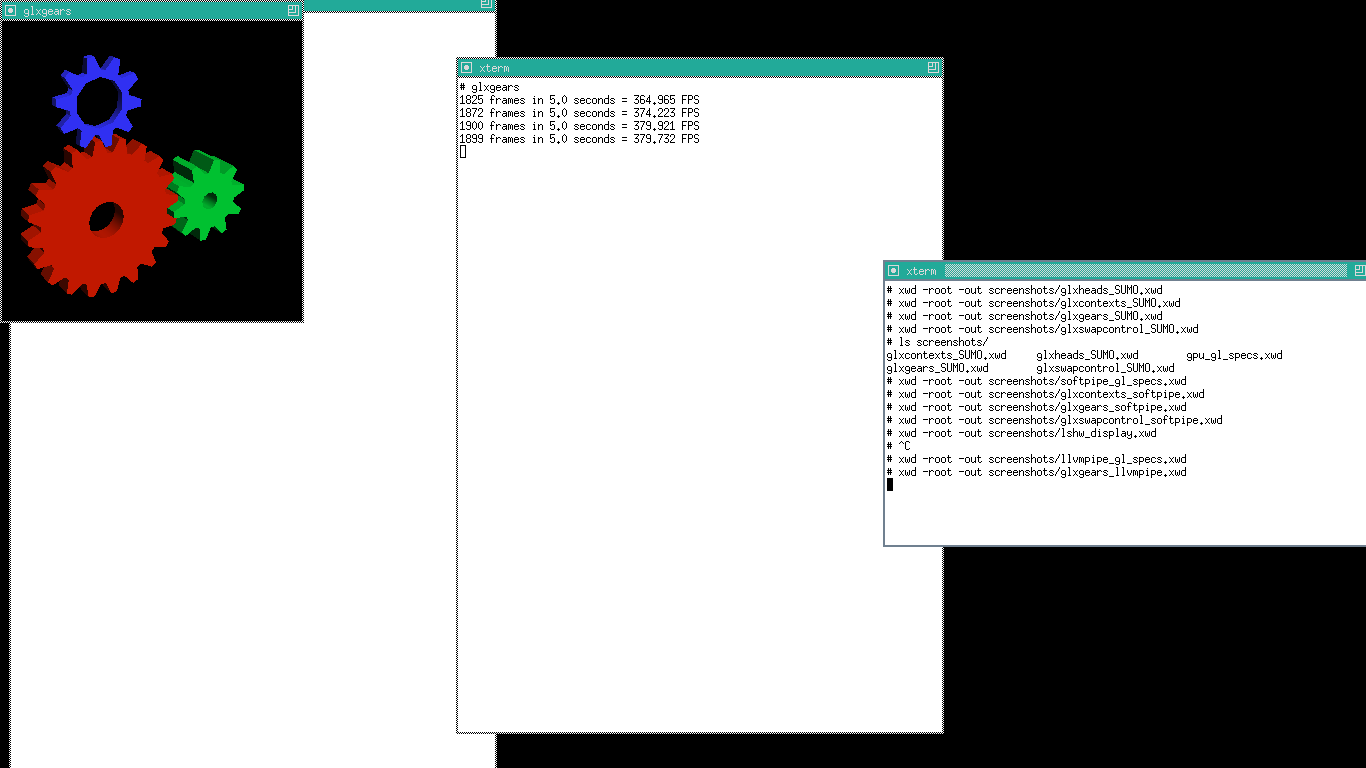 glxgears
xterm
# glxgears
1825 frames in 5.0 seconds = 364.965 FPS
1872 frames in 5.0 seconds = 374.223 FPS
1900 frames in 5.0 seconds = 379.921 FPS
1899 frames in 5.0 seconds = 379.732 FPS
xterm
# xwd -root -out screenshots/glxheads_SUMO.xwd
# xwd -root -out screenshots/glxcontexts_SUMO.xwd
# xwd -root -out screenshots/glxgears_SUMO.xwd
# xwd -root -out screenshots/glxswapcontrol_SUMO.xwd
# ls screenshots/
glxcontexts_SUMO.xwd glxheads_SUMO.xwd gpu_gl_specs.xwd
glxgears_SUMO.xwd glxswapcontrol_SUMO.xwd
# xwd -root -out screenshots/softpipe_gl_specs.xwd
# xwd -root -out screenshots/glxcontexts_softpipe.xwd
# xwd -root -out screenshots/glxgears_softpipe.xwd
# xwd -root -out screenshots/glxswapcontrol_softpipe.xwd
# xwd -root -out screenshots/lshw_display.xwd
# ^C
# xwd -root -out screenshots/llvmpipe_gl_specs.xwd
# xwd -root -out screenshots/glxgears_llvmpipe.xwd